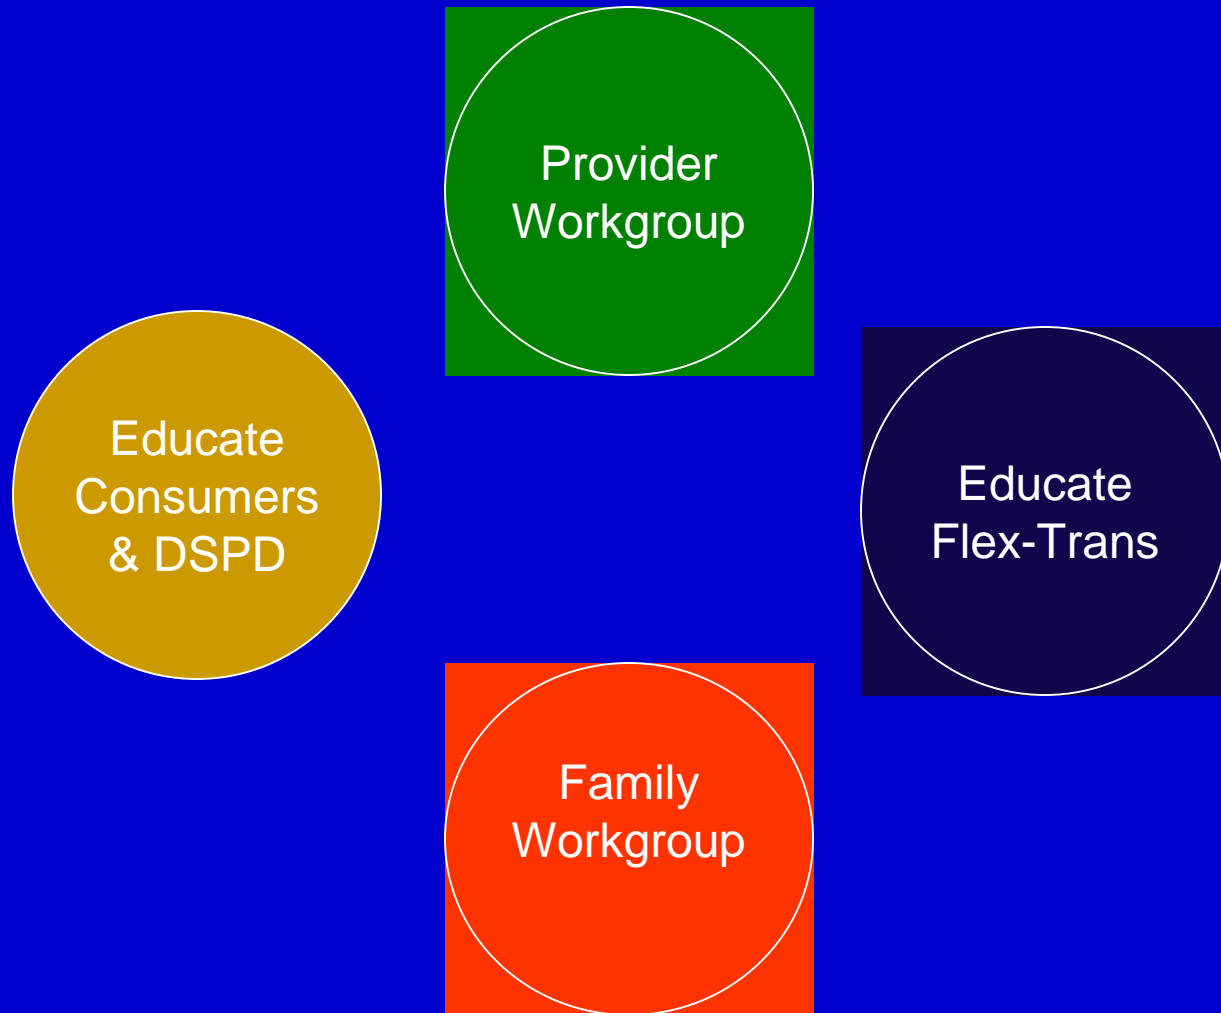 Provider
Workgroup
Educate
Consumers
& DSPD
Educate
Flex-Trans
Family
Workgroup